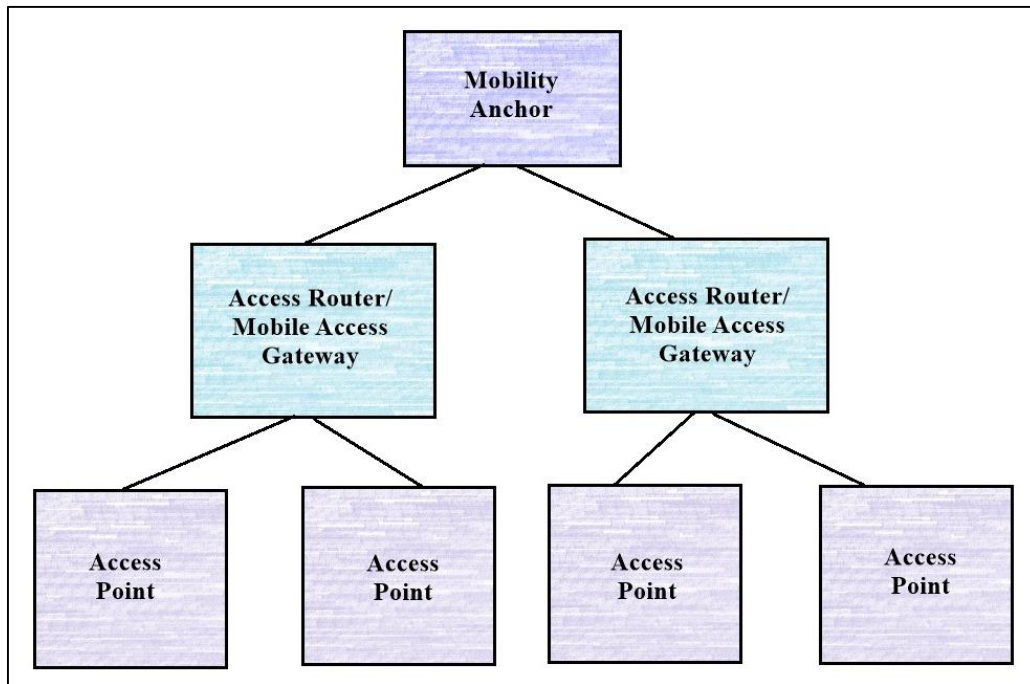 Mobility
Anchor
Access Router/
Mobile Access
Gateway
Access Router/
Mobile Access
Gateway
Access
Point
Access
Point
Access
Point
Access
Point